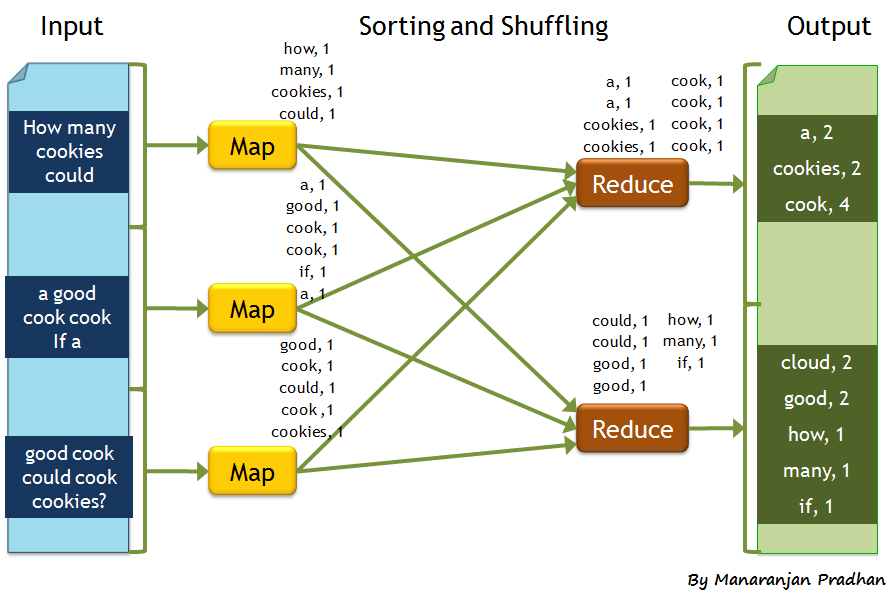 Input
Sorting and Shuffling
Output
How many
cookies
could
a good
cook cook
If a
good cook
could cook
cookies?
how, 1
many, 1
cookies, 1
could, 1
Map
a, 1
good, 1
cook, 1
cook, 1
if, 1
a, 1
Map
good, 1
cook, 1
could, 1
cook ,1
cookies, 1
Map
a, 1
a, 1
cookies, 1
cookies, 1
cook, 1
cook, 1
cook, 1
cook, 1
Reduce
could, 1
could, 1
good, 1
good, 1
how, 1
many, 1
if, 1
Reduce
a, 2
cookies, 2
cook, 4
cloud, 2
good, 2
how, 1
many, 1
if, 1
By Manaranjan Pradhan